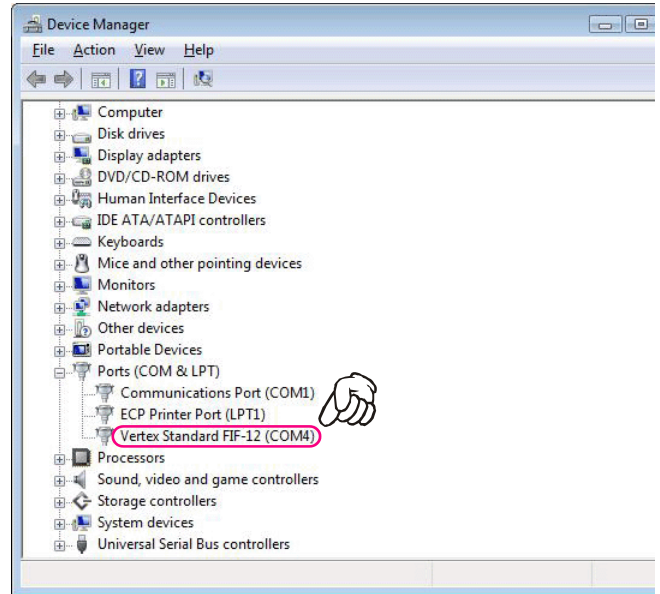 Device Manager
File Action View Help
Computer
Disk drives
Display adapters
DVD/CD-ROM drives
Human Interface Devices
IDE ATA/ATAPI controllers
Keyboards
Mice and other pointing devices
Monitors
Network adapters
Other devices
Portable Devices
Ports (COM & LPT)
Communications Port (COM1)
ECP Printer Port (LPT1)
Vertex Standard FIF-12 (COM4)
Processors
Sound, video and game controllers
Storage controllers
System devices
Universal Serial Bus controllers